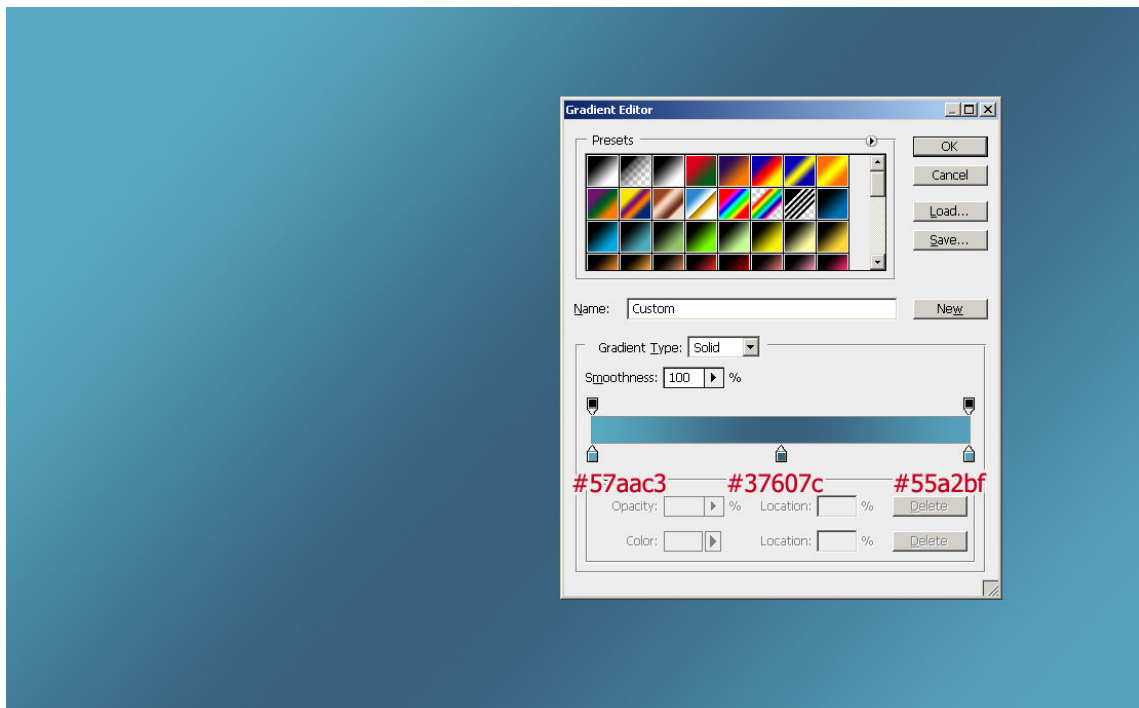 Gradient Editor
Presets
OK
Cancel
Load...
Save...
Name: Custom
New
Gradient Type: Solid
Smoothness: 100 %
#57aac3 #37607c #55a2bf
Opacity: % Location: % Delete
Color: Location: % Delete